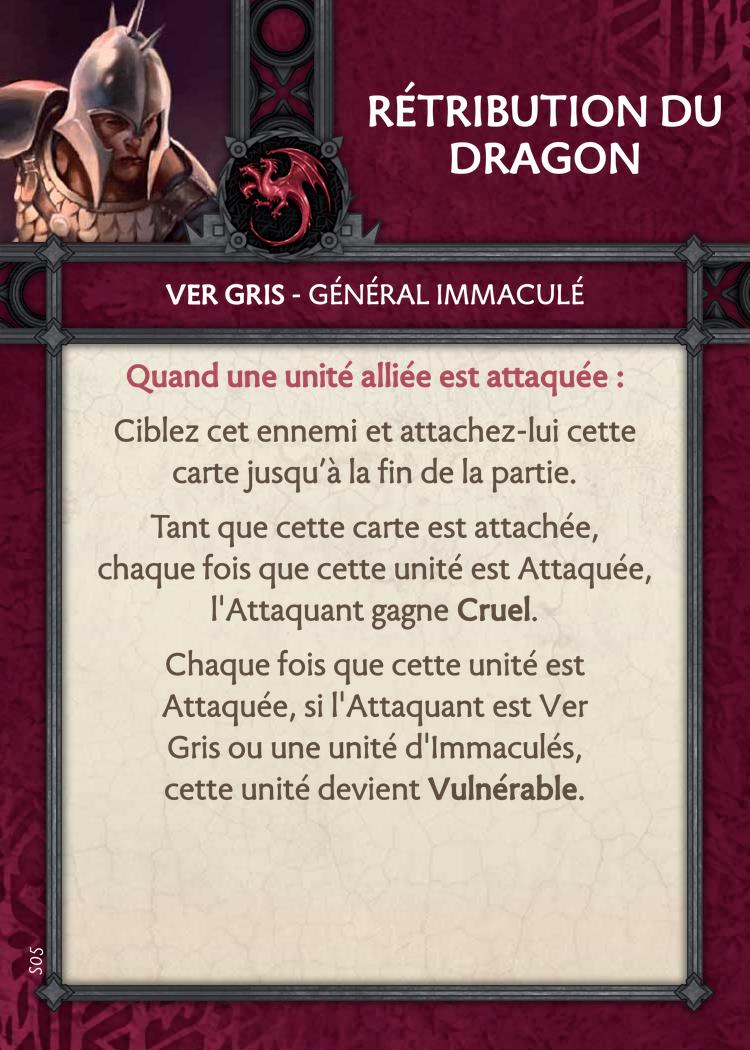 RÉTRIBUTION DU
DRAGON
VER GRIS - GÉNÉRAL IMMACULÉ
Quand une unité alliée est attaquée :
Ciblez cet ennemi et attachez-lui cette
carte jusqu’à la fin de la partie.
Tant que cette carte est attachée,
chaque fois que cette unité est Attaquée,
l'Attaquant gagne Cruel.
Chaque fois que cette unité est
Attaquée, si l'Attaquant est Ver
Gris ou une unité d'Immaculés,
cette unité devient Vulnérable.
S05